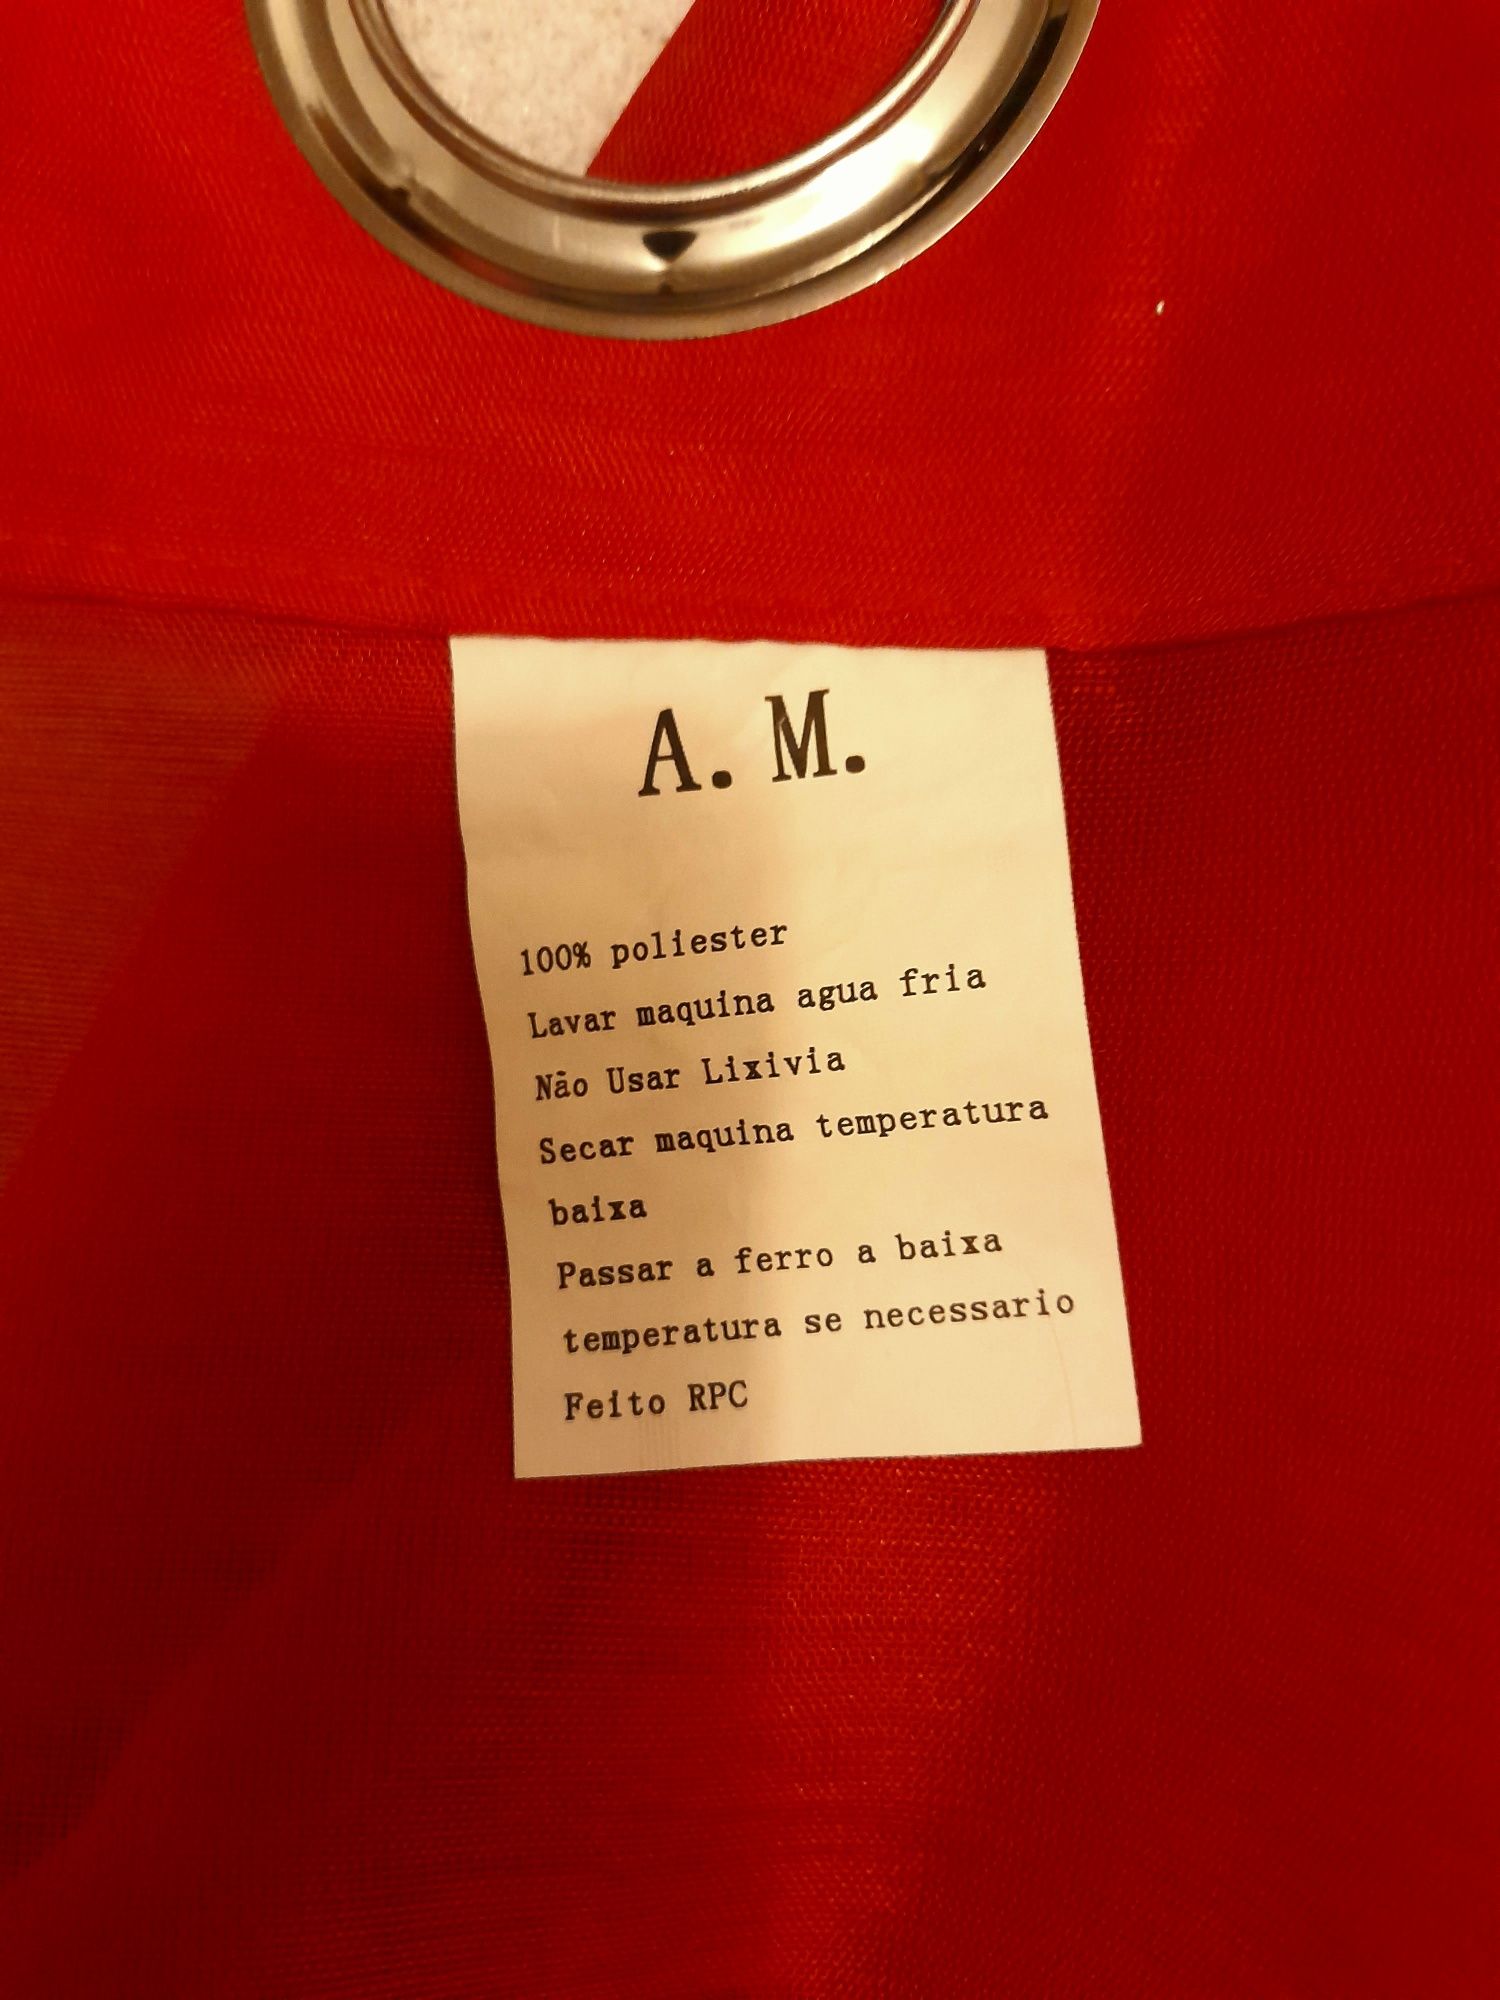 A. M.
100% poliester
Lavar maquina agua fria
Não Usar Lixivia
Secar maquina temperatura
baixa
Passar a ferro a baixa
temperatura se necessario
Feito RPC